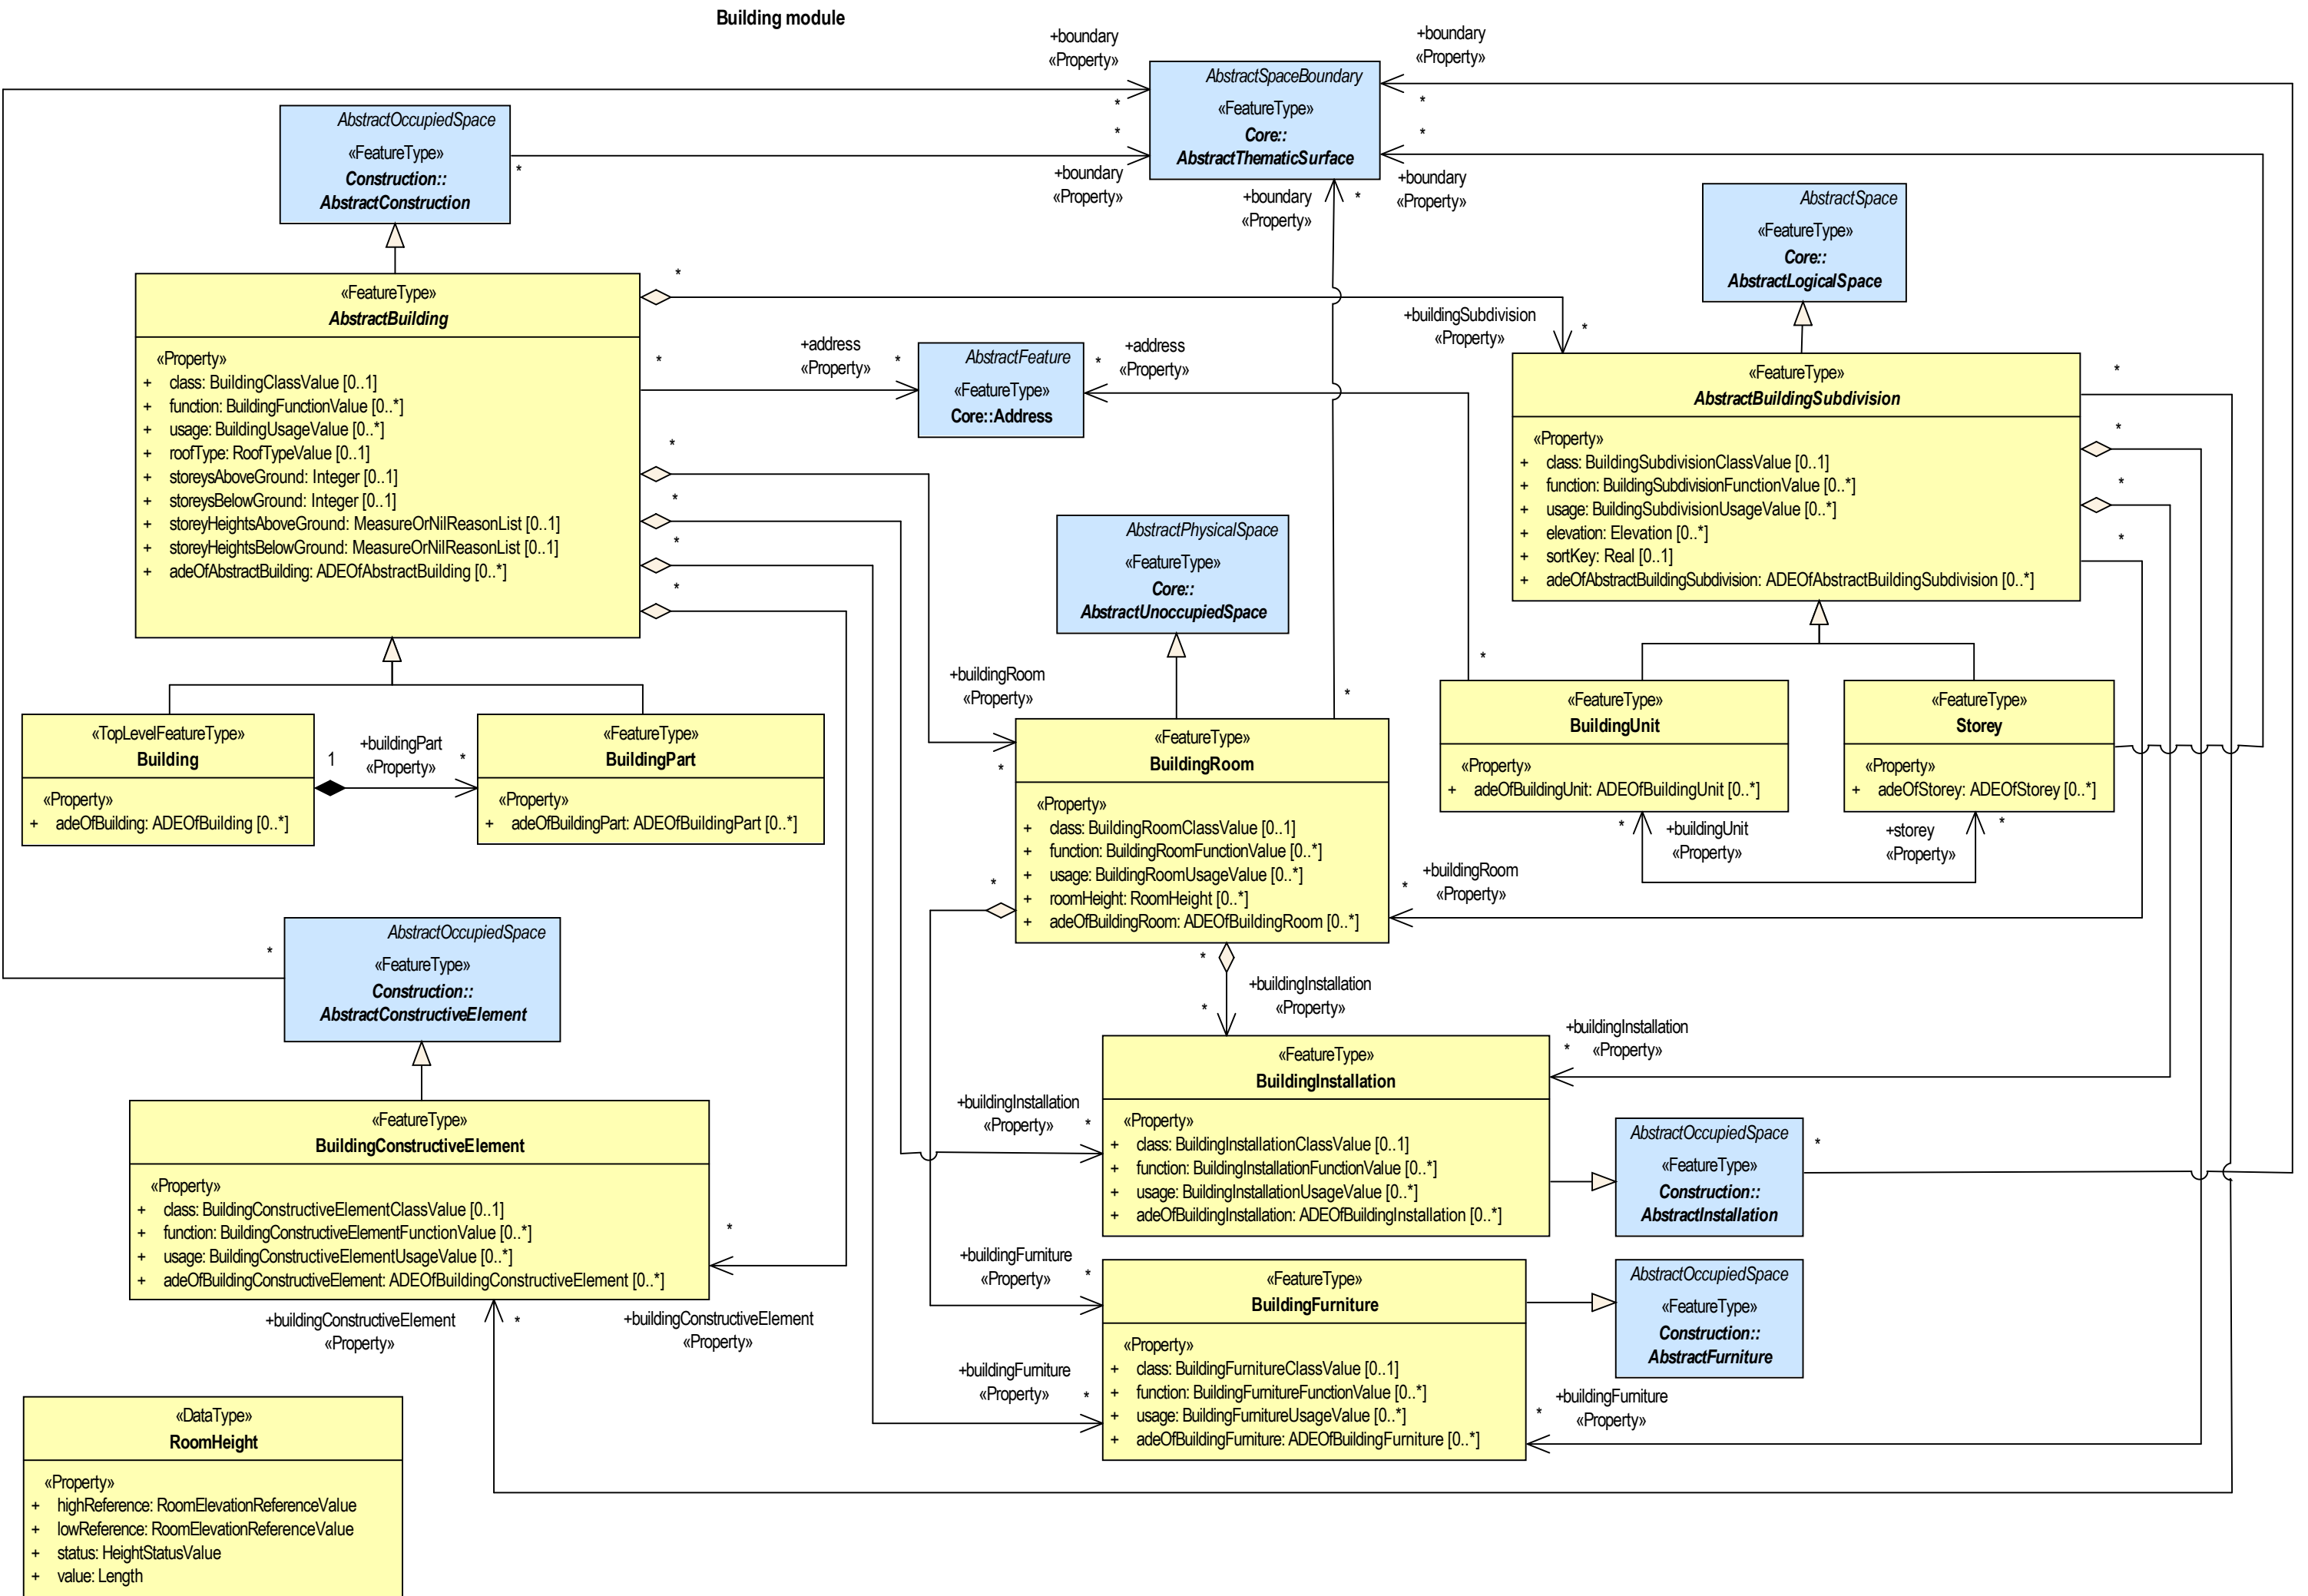 Building module
+boundary
«Property»
*
+boundary
«Property»
*
AbstractSpaceBoundary
«FeatureType»
Core::
AbstractThematicSurface
*
+boundary
«Property»
*
+boundary
«Property»
+boundary
«Property»
*
AbstractOccupiedSpace
«FeatureType»
Construction::
AbstractConstruction
*
AbstractSpace
«FeatureType»
Core::
AbstractLogicalSpace
«FeatureType»
AbstractBuilding
«Property»
+ class: BuildingClassValue [0..1]
+ function: BuildingFunctionValue [0..*]
+ usage: BuildingUsageValue [0..*]
+ roofType: RoofTypeValue [0..1]
+ storeysAboveGround: Integer [0..1]
+ storeysBelowGround: Integer [0..1]
+ storeyHeightsAboveGround: MeasureOrNilReasonList [0..1]
+ storeyHeightsBelowGround: MeasureOrNilReasonList [0..1]
+ adeOfAbstractBuilding: ADEOfAbstractBuilding [0..*]
*
*
*
*
*
*
+address
«Property»
*
AbstractFeature
«FeatureType»
Core::Address
*
+address
«Property»
+buildingSubdivision
«Property»
*
«FeatureType»
AbstractBuildingSubdivision
«Property»
+ class: BuildingSubdivisionClassValue [0..1]
+ function: BuildingSubdivisionFunctionValue [0..*]
+ usage: BuildingSubdivisionUsageValue [0..*]
+ elevation: Elevation [0..*]
+ sortKey: Real [0..1]
+ adeOfAbstractBuildingSubdivision: ADEOfAbstractBuildingSubdivision [0..*]
*
*
*
*
AbstractPhysicalSpace
«FeatureType»
Core::
AbstractUnoccupiedSpace
«TopLevelFeatureType»
Building
«Property»
+ adeOfBuilding: ADEOfBuilding [0..*]
1
+buildingPart
«Property»
*
«FeatureType»
BuildingPart
«Property»
+ adeOfBuildingPart: ADEOfBuildingPart [0..*]
+buildingRoom
«Property»
*
*
«FeatureType»
BuildingRoom
«Property»
+ class: BuildingRoomClassValue [0..1]
+ function: BuildingRoomFunctionValue [0..*]
+ usage: BuildingRoomUsageValue [0..*]
+ roomHeight: RoomHeight [0..*]
+ adeOfBuildingRoom: ADEOfBuildingRoom [0..*]
*
*
«FeatureType»
BuildingUnit
«Property»
+ adeOfBuildingUnit: ADEOfBuildingUnit [0..*]
«FeatureType»
Storey
«Property»
+ adeOfStorey: ADEOfStorey [0..*]
*
+buildingUnit
«Property»
+storey
«Property»
*
*
+buildingRoom
«Property»
AbstractOccupiedSpace
«FeatureType»
Construction::
AbstractConstructiveElement
*
*
*
+buildingInstallation
«Property»
+buildingInstallation
«Property»
*
«FeatureType»
BuildingConstructiveElement
«Property»
+ class: BuildingConstructiveElementClassValue [0..1]
+ function: BuildingConstructiveElementFunctionValue [0..*]
+ usage: BuildingConstructiveElementUsageValue [0..*]
+ adeOfBuildingConstructiveElement: ADEOfBuildingConstructiveElement [0..*]
*
+buildingConstructiveElement
«Property»
*
+buildingConstructiveElement
«Property»
+buildingInstallation
«Property»
*
«FeatureType»
BuildingInstallation
«Property»
+ class: BuildingInstallationClassValue [0..1]
+ function: BuildingInstallationFunctionValue [0..*]
+ usage: BuildingInstallationUsageValue [0..*]
+ adeOfBuildingInstallation: ADEOfBuildingInstallation [0..*]
AbstractOccupiedSpace
«FeatureType»
Construction::
AbstractInstallation
*
+buildingFurniture
«Property»
*
+buildingFurniture
«Property»
*
«FeatureType»
BuildingFurniture
«Property»
+ class: BuildingFurnitureClassValue [0..1]
+ function: BuildingFurnitureFunctionValue [0..*]
+ usage: BuildingFurnitureUsageValue [0..*]
+ adeOfBuildingFurniture: ADEOfBuildingFurniture [0..*]
AbstractOccupiedSpace
«FeatureType»
Construction::
AbstractFurniture
+buildingFurniture
«Property»
*
«DataType»
RoomHeight
«Property»
+ highReference: RoomElevationReferenceValue
+ lowReference: RoomElevationReferenceValue
+ status: HeightStatusValue
+ value: Length